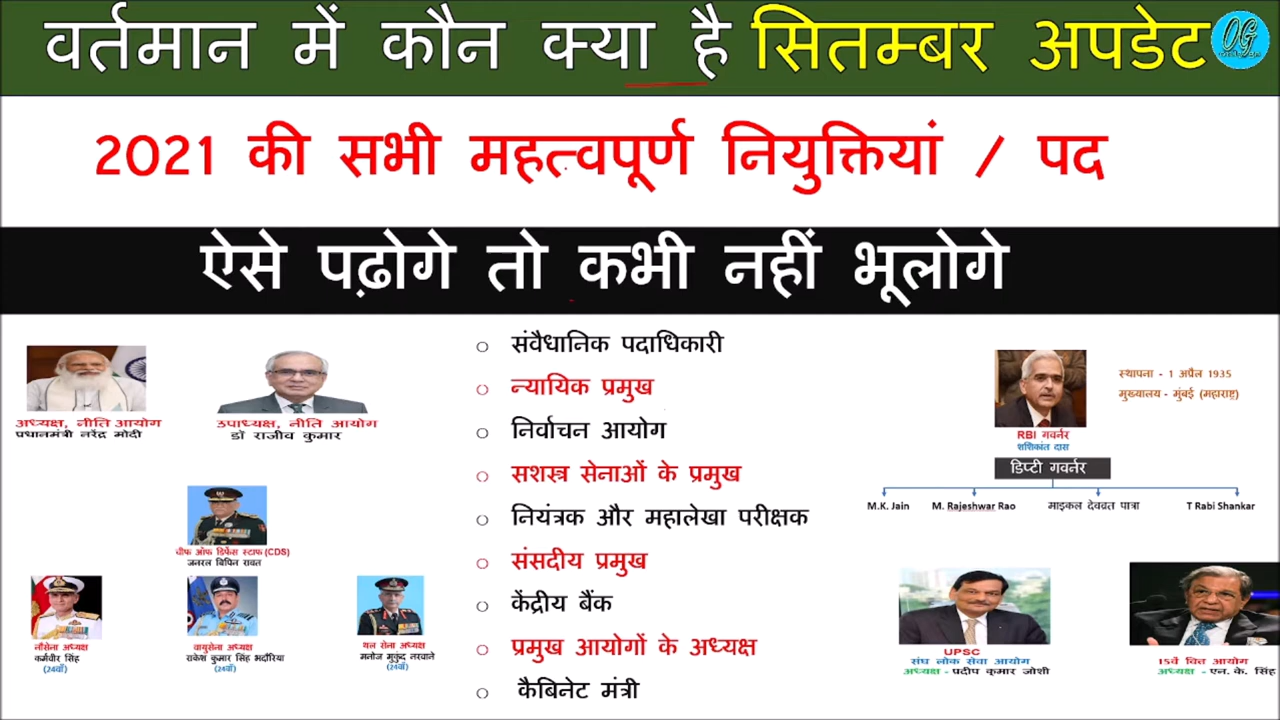 वर्तमान में कौन क्या है सितम्बर अपडेट
OG
2021 की सभी महत्वपूर्ण नियुक्तियां / पद
ऐसे पढ़ोगे तो कभी नहीं भूलोगे
अध्यक्ष, नीति आयोग
प्रधानमंत्री नरेंद्र मोदी
उपाध्यक्ष, नीति आयोग
डॉ राजीव कुमार
चीफ ऑफ डिफेंस स्टाफ (CDS)
जनरल बिपिन रावत
नौसेना अध्यक्ष
कर्मवीर सिंह
(24वाँ)
वायुसेना अध्यक्ष
राकेश कुमार सिंह भदौरिया
(26वाँ)
थल सेना अध्यक्ष
मनोज मुकुंद नरवाने
(28वाँ)
संवैधानिक पदाधिकारी
न्यायिक प्रमुख
निर्वाचन आयोग
सशस्त्र सेनाओं के प्रमुख
नियंत्रक और महालेखा परीक्षक
संसदीय प्रमुख
केंद्रीय बैंक
प्रमुख आयोगों के अध्यक्ष
कैबिनेट मंत्री
स्थापना - 1 अप्रैल 1935
मुख्यालय - मुंबई (महाराष्ट्र)
RBI गवर्नर
शशिकांत दास
डिप्टी गवर्नर
M.K. Jain
M. Rajeshwar Rao
माइकल देवव्रत पात्रा
T Rabi Shankar
UPSC
संघ लोक सेवा आयोग
अध्यक्ष - प्रदीप कुमार जोशी
15वें वित्त आयोग
अध्यक्ष - एन. के. सिंह